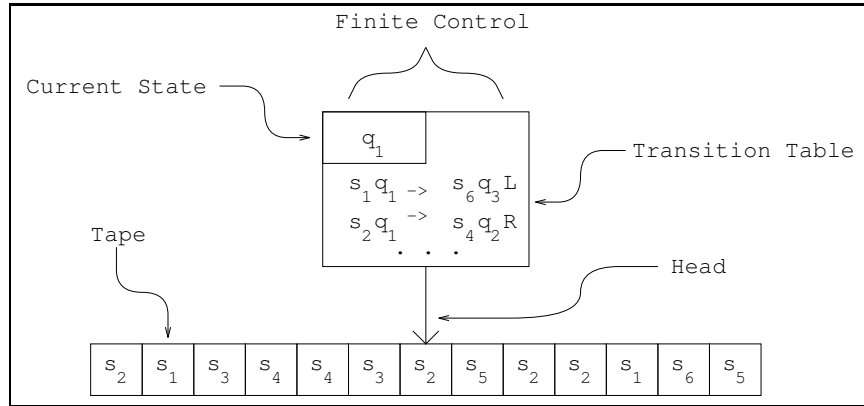 Finite Control
Current State
q1
Transition Table
s1q1 -> s6q3L
s2q1 -> s4q2R
. . .
Tape
Head
s2 s1 s3 s4 s4 s3 s2 s5 s2 s2 s1 s6 s5